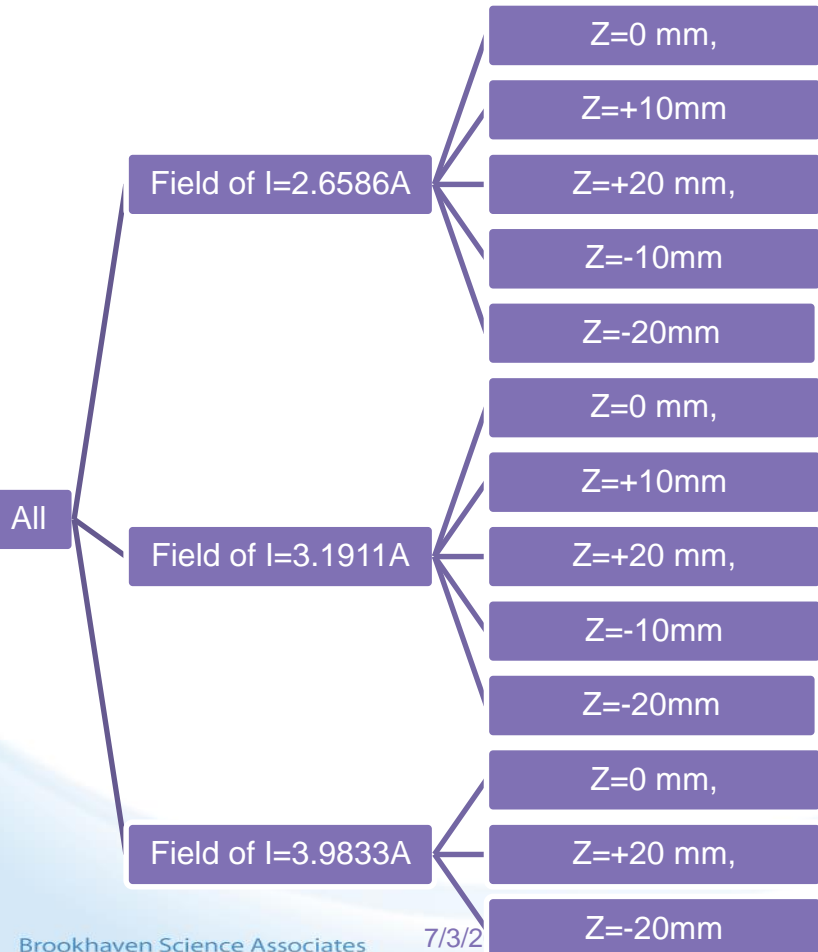 All
Field of I=2.6586A
Z=0 mm,
Z=+10mm
Z=+20 mm,
Z=-10mm
Z=-20mm
Field of I=3.1911A
Z=0 mm,
Z=+10mm
Z=+20 mm,
Z=-10mm
Z=-20mm
Field of I=3.9833A
Z=0 mm,
Z=+20 mm,
Z=-20mm
Brookhaven Science Associates
7/3/2